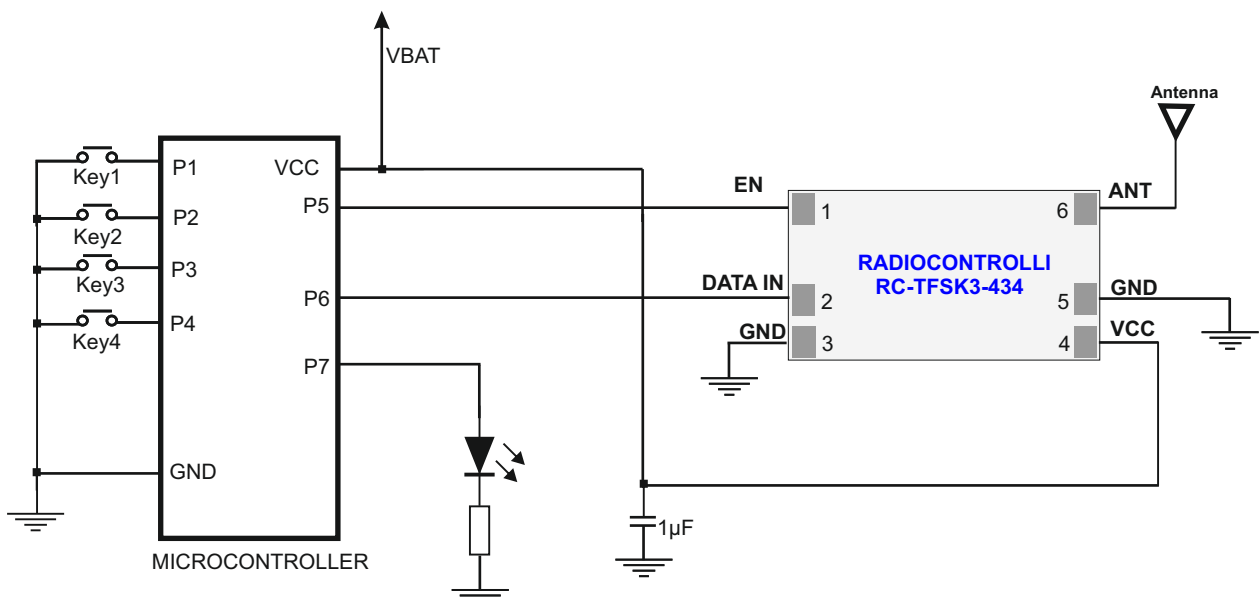 VBAT
Antenna
Key1
P1
VCC
P5
EN
1
6
ANT
Key2
P2
Key3
P3
RADIOCONTROLLI
RC-TFSK3-434
P6
DATA IN
2
5
GND
Key4
P4
GND
3
4
VCC
P7
GND
1µF
MICROCONTROLLER